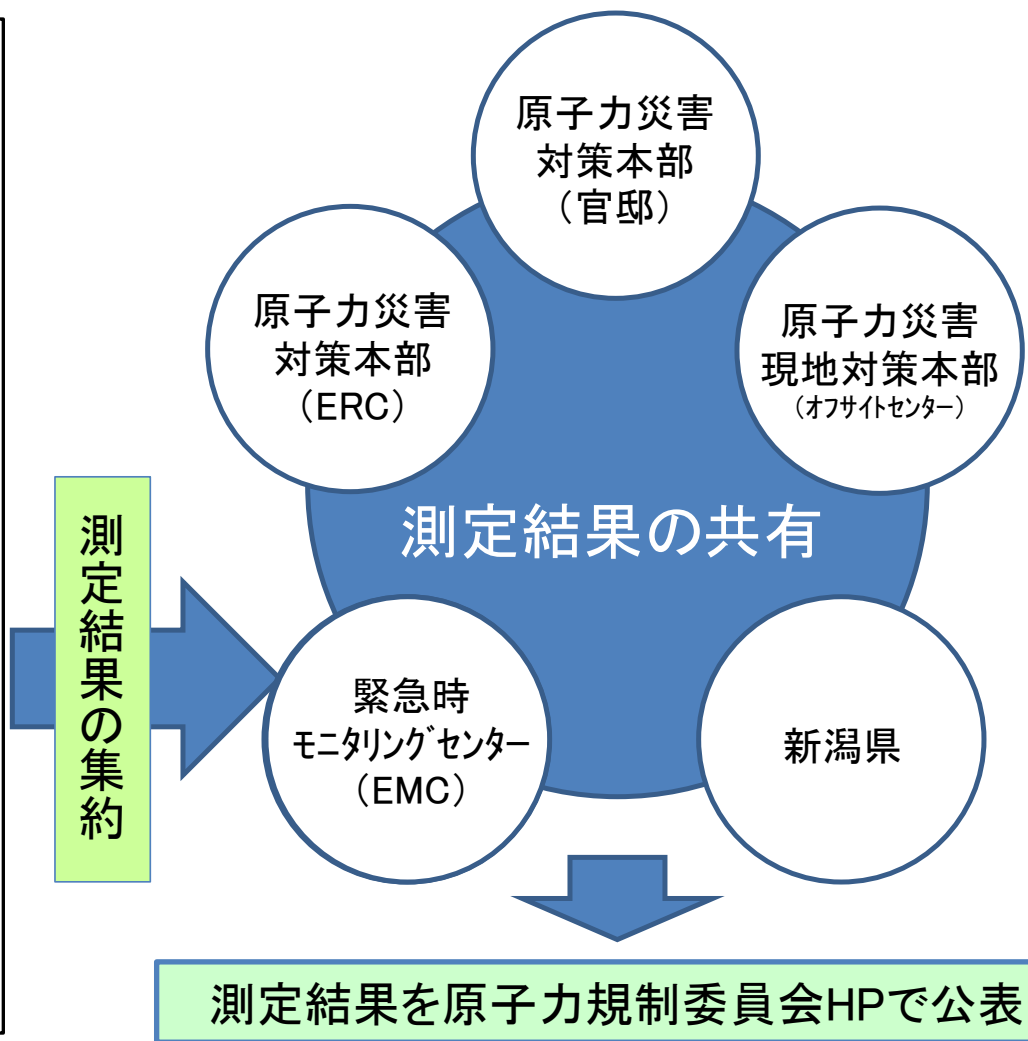 原子力災害
対策本部
（官邸）
原子力災害
対策本部
（ERC）
原子力災害
現地対策本部
（オフサイトセンター）
測定結果の共有
測定結果の集約
緊急時
モニタリングセンター
（EMC）
新潟県
測定結果を原子力規制委員会HPで公表